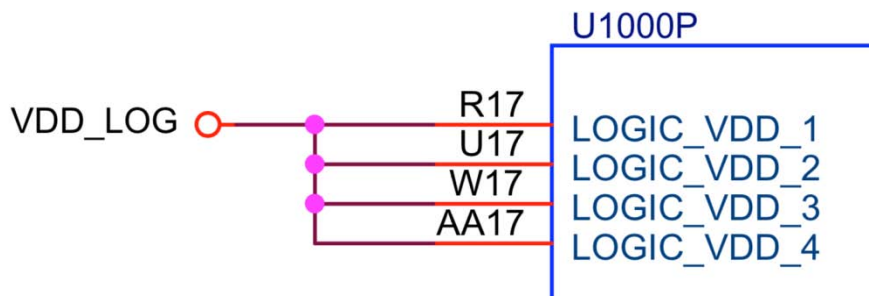 U1000P
VDD_LOG
R17
LOGIC_VDD_1
U17
LOGIC_VDD_2
W17
LOGIC_VDD_3
AA17
LOGIC_VDD_4